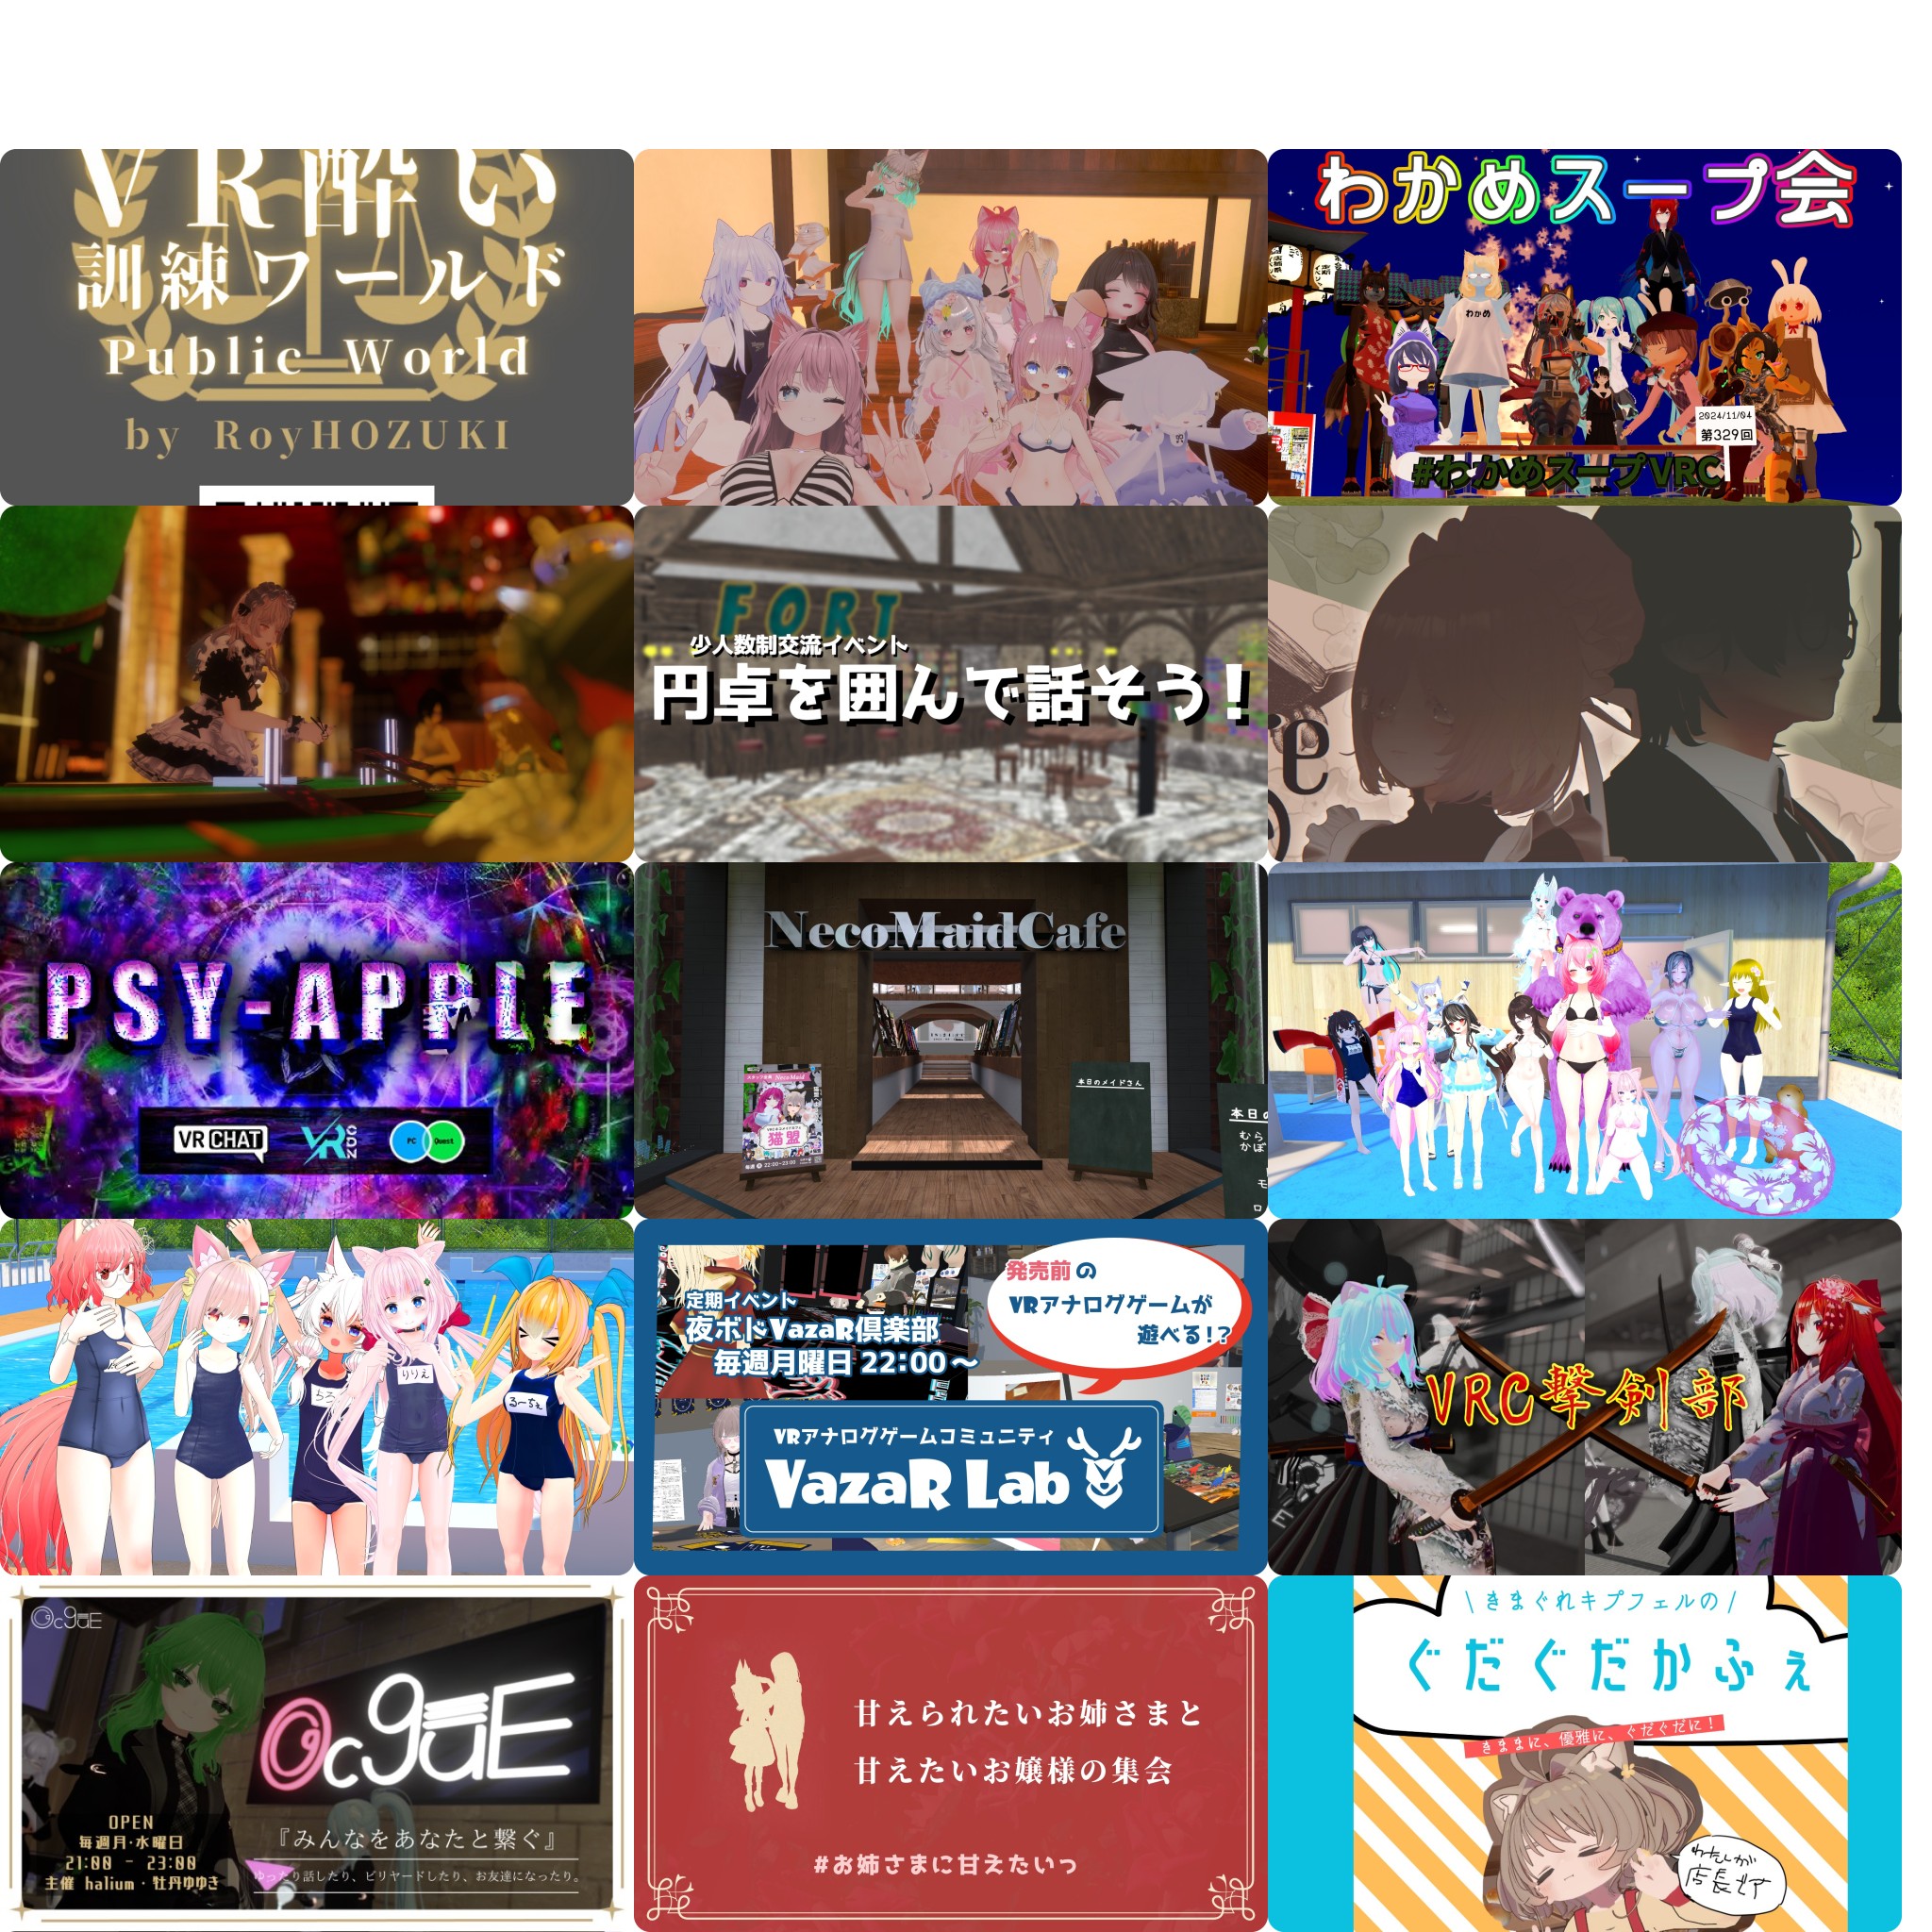 VR酔い
訓練ワールド
Public World
by RoyHOZUKI
わかめスープ会
わかめ
2024/11/04
第329回
#わかめスープVRC
FORT
少人数制交流イベント
円卓を囲んで話そう!
e
PSY-APPLE
VRCHAT
VR
PC
Quest
NecoMaidCafe
NecoMaid
猫盟
22:00-23:00
本日のメイドさん
本日の
むら
かぼ
モ
ロ
りりえ
るーちぇ
定期イベント
夜ボドVazaR倶楽部
毎週月曜日 22:00〜
発売前の
VRアナログゲームが
遊べる!?
VRアナログゲームコミュニティ
VazaR Lab
VRC撃剣部
OcguE
OcguE
OPEN
毎週月・水曜日
21:00 - 23:00
主催 halium・牡丹ゆゆき
『みんなをあなたと繋ぐ』
ゆったり話したり、ビリヤードしたり、お友達になったり。
甘えられたいお姉さまと
甘えたいお嬢様の集会
#お姉さまに甘えたいっ
\ きまぐれキプフェルの /
ぐだぐだかふぇ
きままに、優雅に、ぐだぐだに!
わたしが
店長だヤ